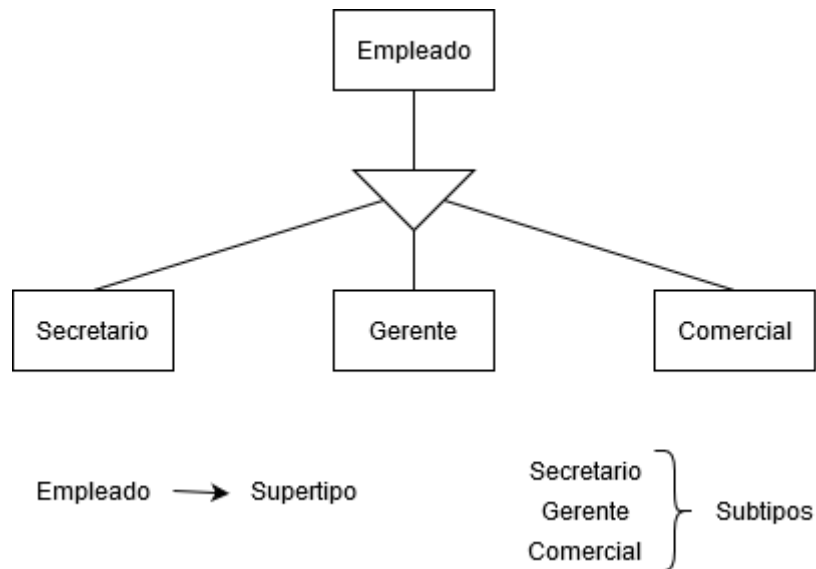 Empleado
Secretario
Gerente
Comercial
Empleado
Supertipo
Secretario
Gerente
Comercial
Subtipos